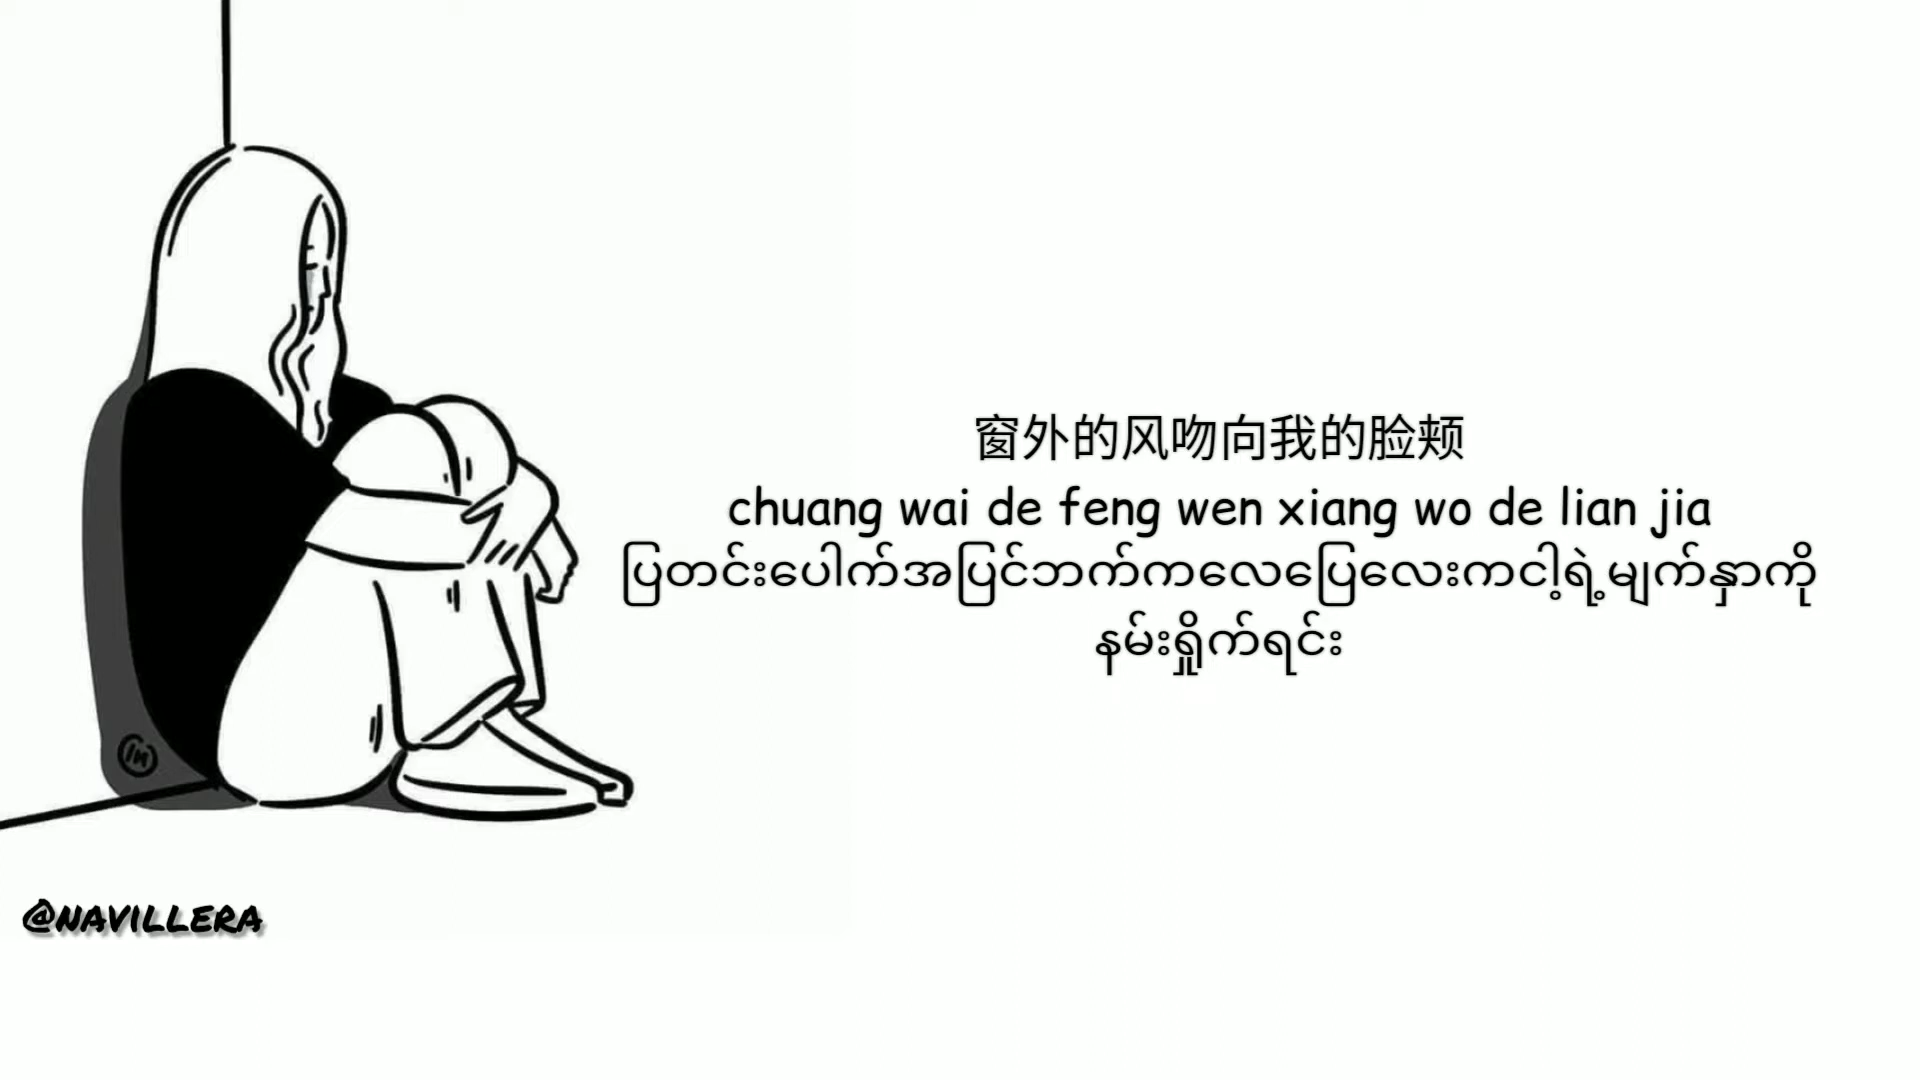 窗外的风吻向我的脸颊
chuang wai de feng wen xiang wo de lian jia
ပြတင်းပေါက်အပြင်ဘက်ကလေပြေလေးကငါ့ရဲ့မျက်နှာကို
နမ်းရှိုက်ရင်း
@NAVILLERA